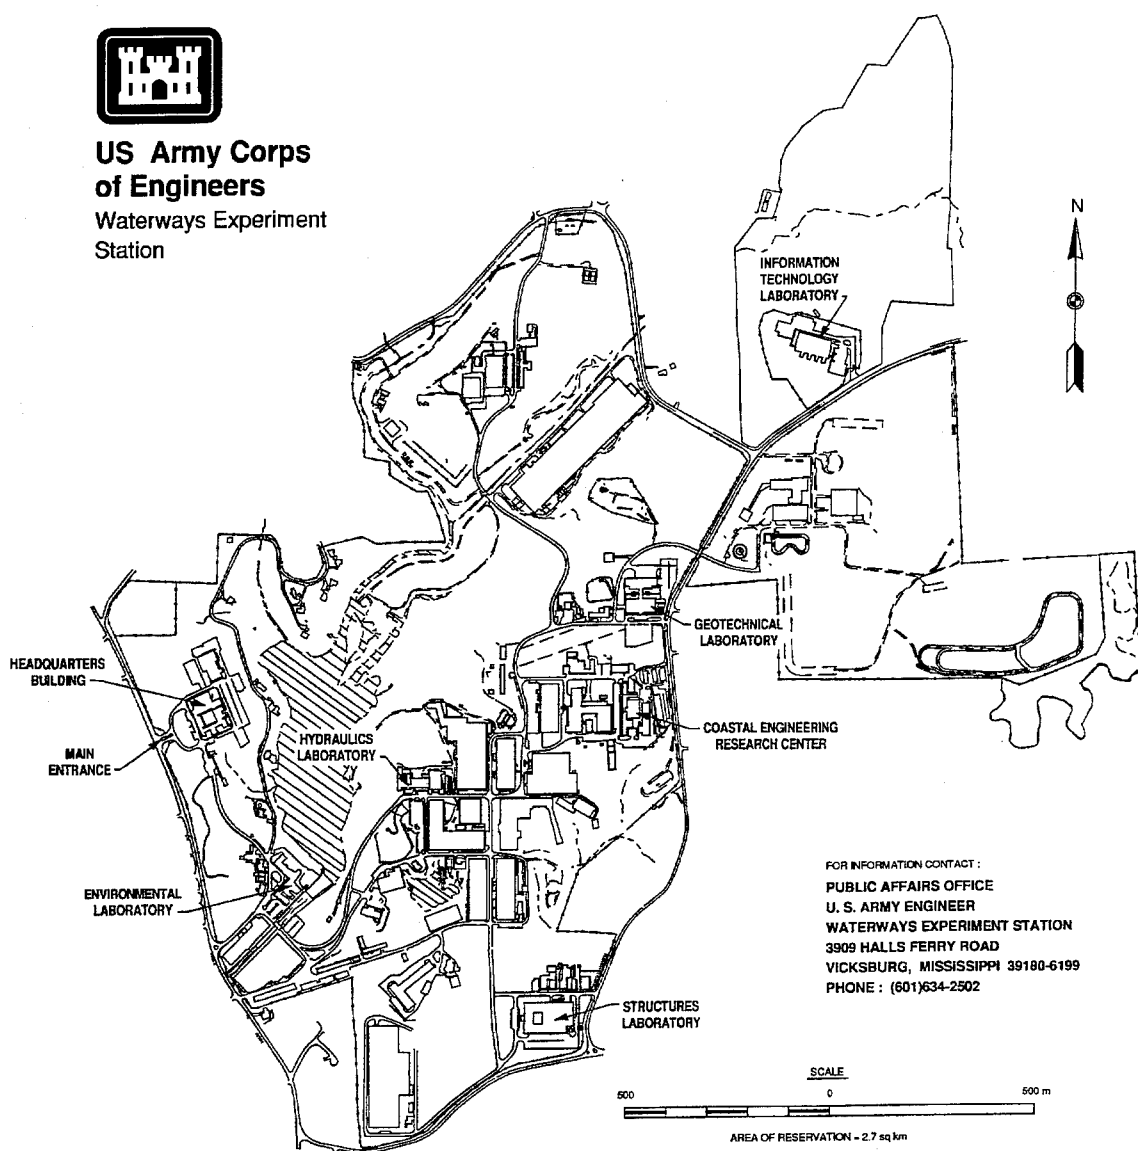 US Army Corps
of Engineers
Waterways Experiment
Station
N
INFORMATION
TECHNOLOGY
LABORATORY
GEOTECHNICAL
LABORATORY
HEADQUARTERS
BUILDING
MAIN
ENTRANCE
HYDRAULICS
LABORATORY
COASTAL ENGINEERING
RESEARCH CENTER
ENVIRONMENTAL
LABORATORY
STRUCTURES
LABORATORY
FOR INFORMATION CONTACT :
PUBLIC AFFAIRS OFFICE
U. S. ARMY ENGINEER
WATERWAYS EXPERIMENT STATION
3909 HALLS FERRY ROAD
VICKSBURG, MISSISSIPPI 39180-6199
PHONE : (601)634-2502
SCALE
500 0 500 m
AREA OF RESERVATION - 2.7 sq km